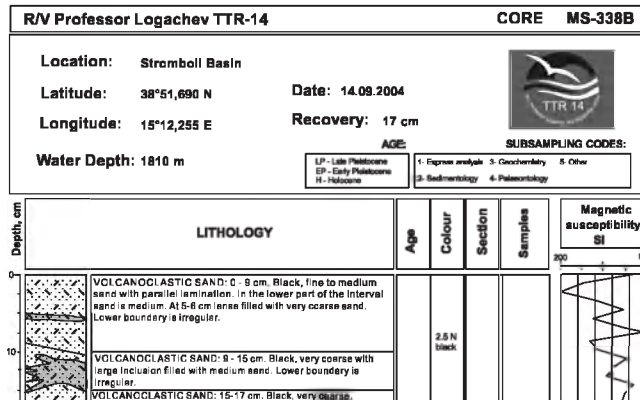 R/V Professor Logachev TTR-14 CORE MS-338B
Location: Stromboli Basin
Latitude: 38°51,690 N
Date: 14.09.2004
Longitude: 15°12,255 E
Recovery: 17 cm
TTR 14
Water Depth: 1810 m
AGE:
SUBSAMPLING CODES:
LP - Late Pleistocene
EP - Early Pleistocene
H - Holocene
1- Express analysis 3- Geochemistry 5- Other
2- Sedimentology 4- Palaeontology
Depth, cm
LITHOLOGY
Age
Colour
Section
Samples
Magnetic
susceptibility
SI
200
0
VOLCANOCLASTIC SAND: 0 - 9 cm. Black, fine to medium
sand with parallel lamination. In the lower part of the interval
sand is medium. At 5-6 cm lense filled with very coarse sand.
Lower boundary is irregular.
2.5 N
black
10
VOLCANOCLASTIC SAND: 9 - 15 cm. Black, very coarse with
large inclusion filled with medium sand. Lower boundary is
irregular.
VOLCANOCLASTIC SAND: 15-17 cm. Black, very coarse.